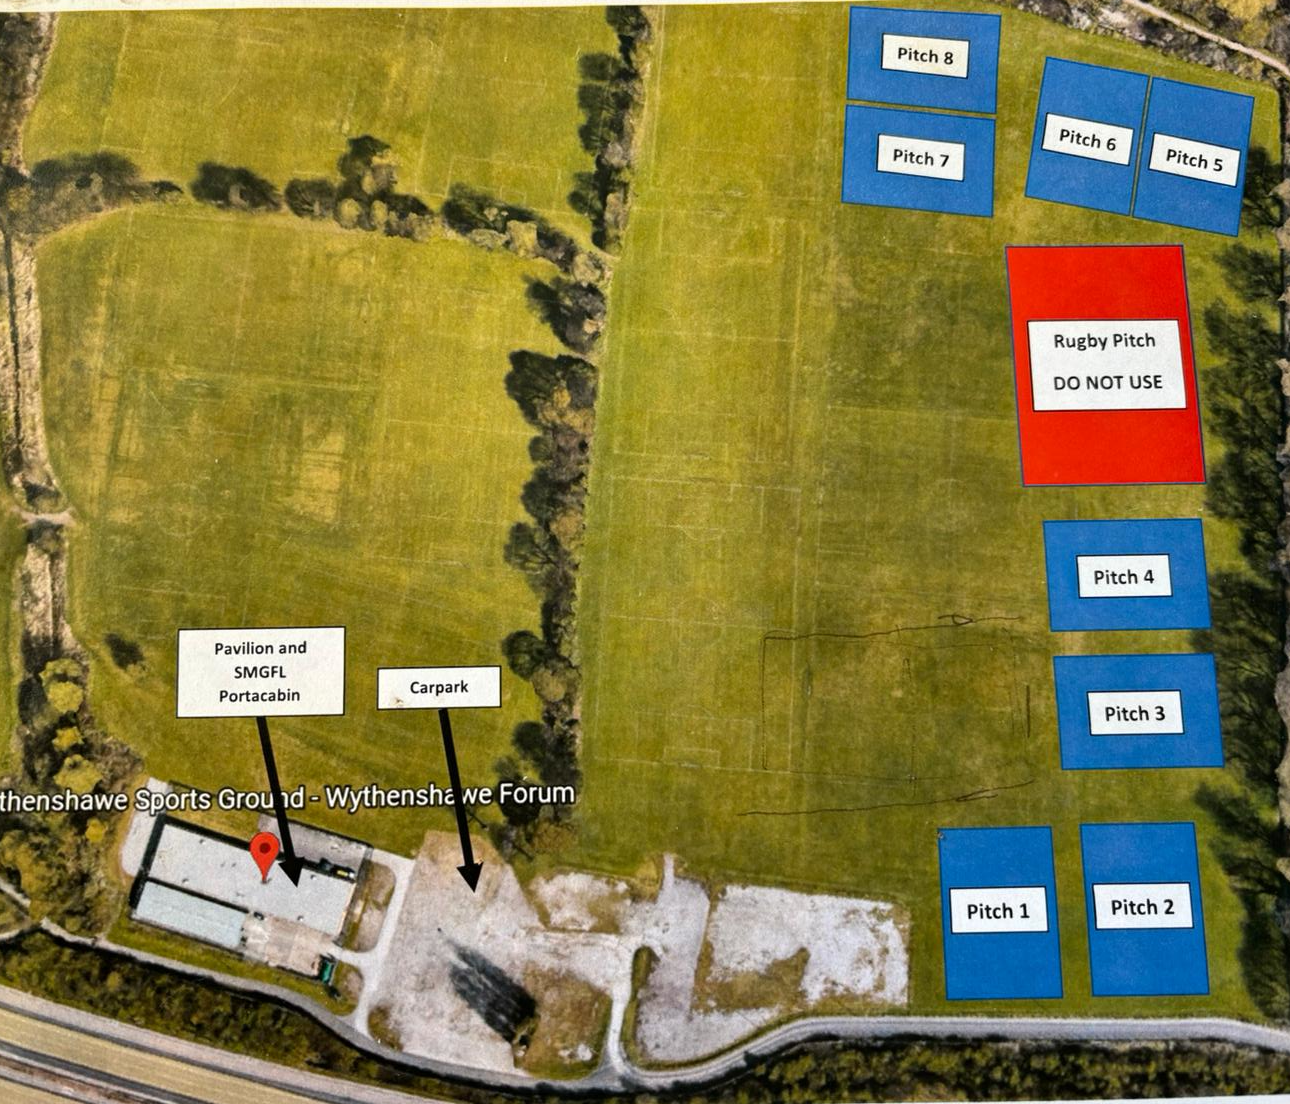 Pitch 8
Pitch 7
Pitch 6
Pitch 5
Rugby Pitch
DO NOT USE
Pitch 4
Pitch 3
Pavilion and
SMGFL
Portacabin
Carpark
thenshawe Sports Ground - Wythenshawe Forum
Pitch 1
Pitch 2